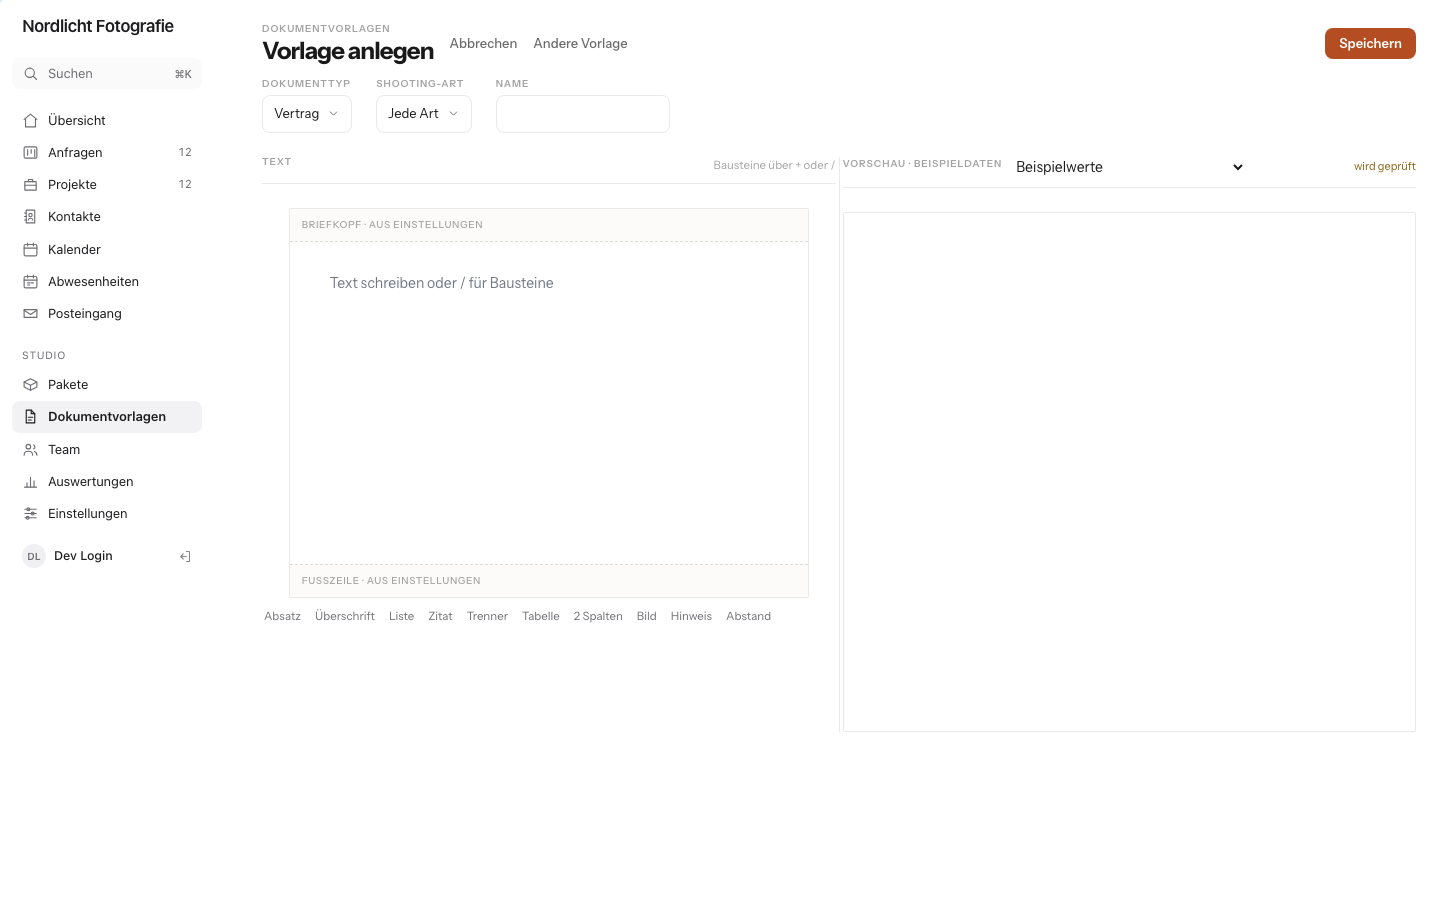 Nordlicht Fotografie
Suchen ⌘K
Übersicht
Anfragen 12
Projekte 12
Kontakte
Kalender
Abwesenheiten
Posteingang
STUDIO
Pakete
Dokumentvorlagen
Team
Auswertungen
Einstellungen
DL Dev Login
DOKUMENTVORLAGEN
Vorlage anlegen Abbrechen Andere Vorlage Speichern
DOKUMENTTYP SHOOTING-ART NAME
Vertrag Jede Art
TEXT Bausteine über + oder /
BRIEFKOPF · AUS EINSTELLUNGEN
Text schreiben oder / für Bausteine
FUSSZEILE · AUS EINSTELLUNGEN
Absatz Überschrift Liste Zitat Trenner Tabelle 2 Spalten Bild Hinweis Abstand
VORSCHAU · BEISPIELDATEN Beispielwerte wird geprüft